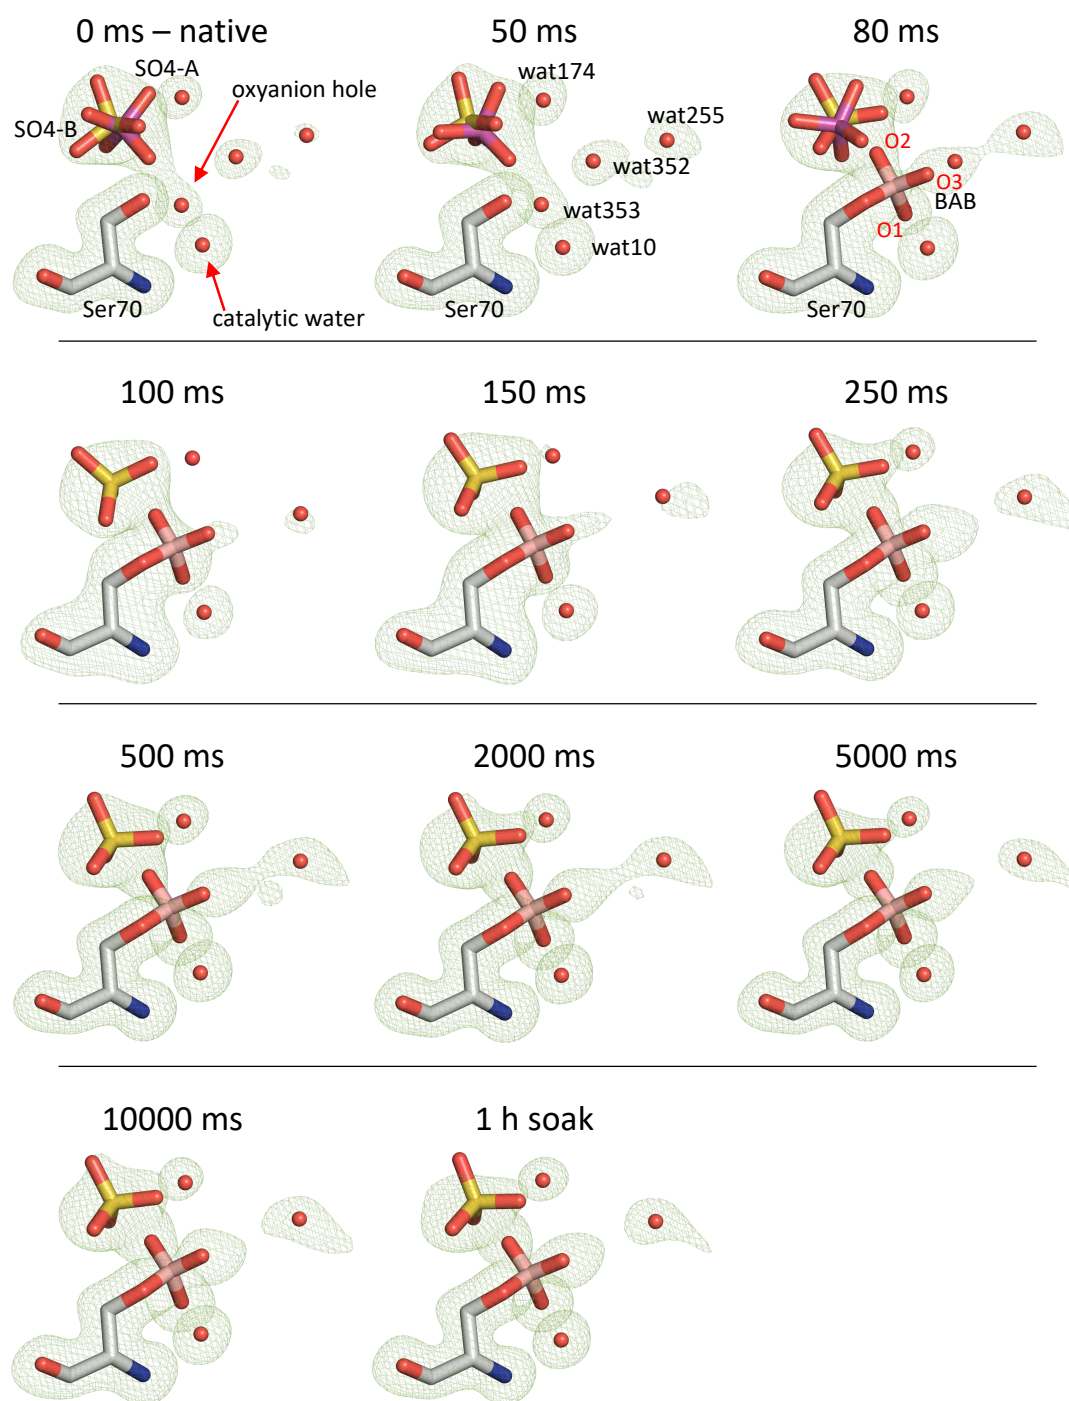 0 ms – native
50 ms
80 ms
SO4-A
oxyanion hole
SO4-B
catalytic water
Ser70
wat174
wat255
wat352
wat353
wat10
Ser70
O2
O3
BAB
O1
Ser70
100 ms
150 ms
250 ms
500 ms
2000 ms
5000 ms
10000 ms
1 h soak